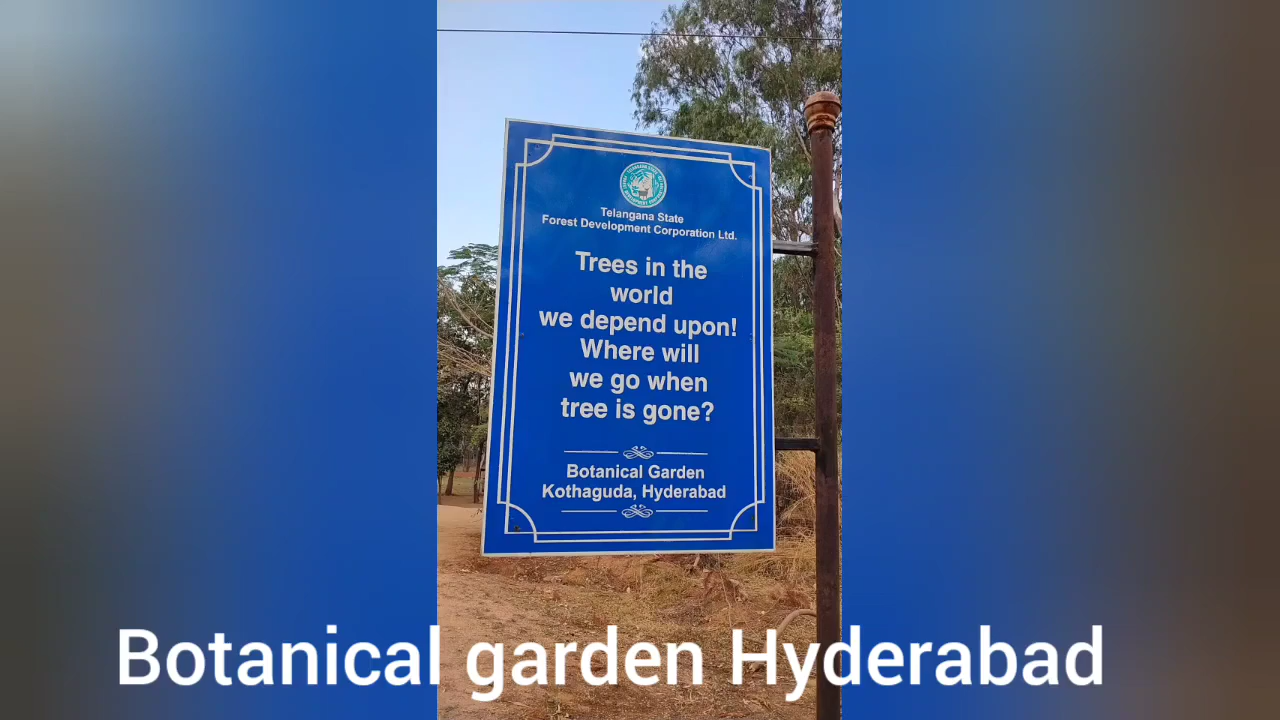 Telangana State
Forest Development Corporation Ltd.
Trees in the
world
we depend upon!
Where will
we go when
tree is gone?
Botanical Garden
Kothaguda, Hyderabad
Botanical garden Hyderabad